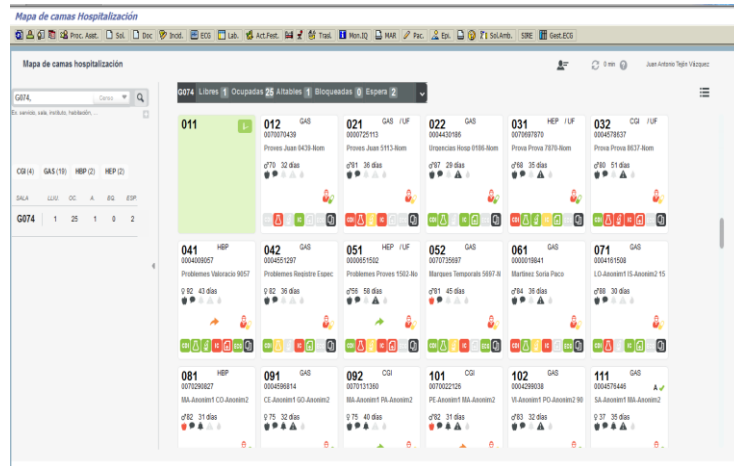 Mapa de camas Hospitalización
Proc. Asist. Sol. Doc Incid. ECG Lab. Act.Fest. Trasl. Mon.IQ MAR Pac. Epi. Sol.Amb. SIRE Gest.ECG
Mapa de camas hospitalización
0 min
Juan Antonio Tejín Vázquez
G074,
Censo
Ex: servicio, sala, instituto, habitación ...
CGI (4) GAS (19) HBP (2) HEP (2)
SALA LLIU. OC. A BQ. ESP.
G074 1 25 1 0 2
G074 Libres 1 Ocupadas 25 Altables 1 Bloqueadas 0 Espera 2
011
012 GAS
0070070439
Proves Juan 0439-Nom
♂70 32 días
021 GAS /UF
0000725113
Proves Juan 5113-Nom
♂91 36 días
022 GAS
0004430186
Urgencias Hosp 0186-Nom
♂87 29 días
031 HEP /UF
0070697870
Prova Prova 7870-Nom
♂68 35 días
032 CGI /UF
0004578637
Prova Prova 8637-Nom
♂80 51 días
041 HBP
0004009057
Problemes Valoracio 9057
♀92 43 días
042 GAS
0004551297
Problemes Registre Espec
♀82 36 días
051 HEP /UF
0000651502
Problemes Proves 1502-No
♂56 58 días
052 GAS
0070735697
Marques Temporals 5697-N
♂81 45 días
061 GAS
0000019841
Martinez Soria Paco
♂84 36 días
071 GAS
0004161508
LO-Anonim1 IS-Anonim2 15
♂88 30 días
081 HBP
0070290827
MA-Anonim1 CO-Anonim2
♂82 31 días
091 GAS
0004596814
CE-Anonim1 GO-Anonim2
♀75 32 días
092 CGI
0070131360
MA-Anonim1 PA-Anonim2
♀75 40 días
101 CGI
0070022126
PE-Anonim1 MA-Anonim2
♂82 31 días
102 GAS
0004299038
VI-Anonim1 PO-Anonim2 90
♂83 32 días
111 GAS
0004576446
A
SA-Anonim1 MA-Anonim2
♀37 35 días